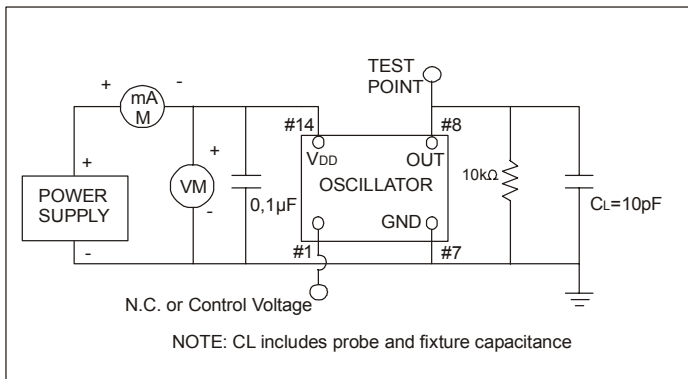 TEST
POINT
+
-
mA
M
#14
#8
+
+
VDD
OUT
10kΩ
POWER
SUPPLY
VM
-
0,1µF
OSCILLATOR
CL=10pF
GND
-
#1
#7
N.C. or Control Voltage
NOTE: CL includes probe and fixture capacitance